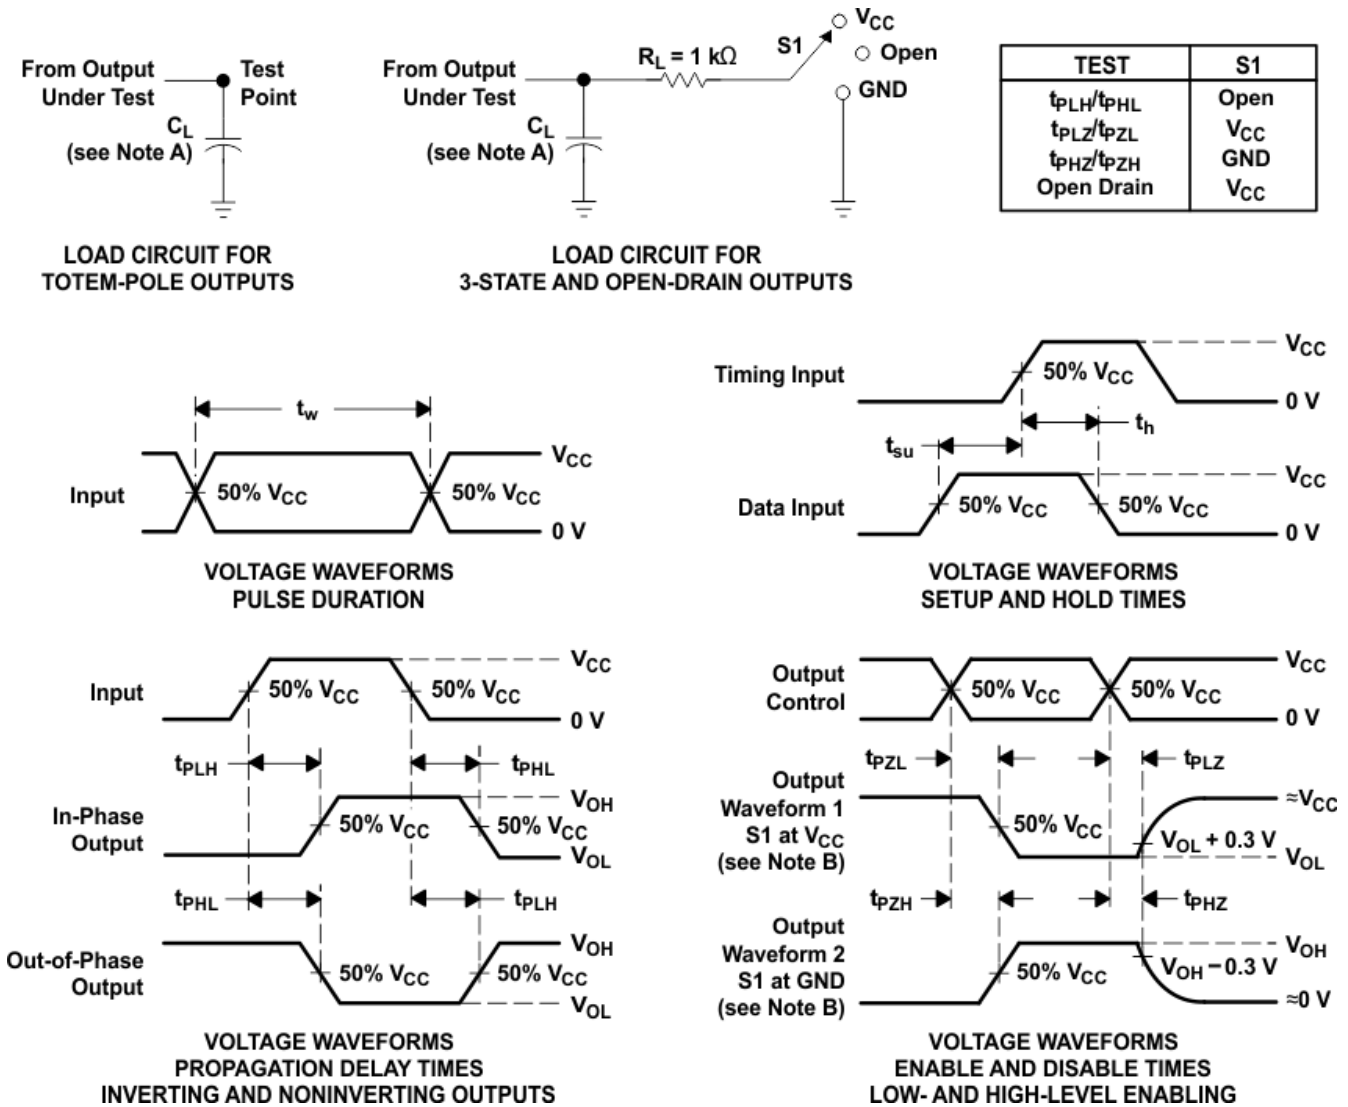 From Output
Under Test
Test
Point
CL
(see Note A)
LOAD CIRCUIT FOR
TOTEM-POLE OUTPUTS
From Output
Under Test
RL = 1 kΩ
S1
VCC
Open
GND
CL
(see Note A)
LOAD CIRCUIT FOR
3-STATE AND OPEN-DRAIN OUTPUTS
TEST S1
tPLH/tPHL Open
tPLZ/tPZL VCC
tPHZ/tPZH GND
Open Drain VCC
tw
Input
50% VCC
50% VCC
VCC
0 V
VOLTAGE WAVEFORMS
PULSE DURATION
Timing Input
50% VCC
VCC
0 V
th
tsu
Data Input
50% VCC
50% VCC
VCC
0 V
VOLTAGE WAVEFORMS
SETUP AND HOLD TIMES
Input
50% VCC
50% VCC
VCC
0 V
tPLH
tPHL
In-Phase
Output
50% VCC
50% VCC
VOH
VOL
tPHL
tPLH
Out-of-Phase
Output
50% VCC
50% VCC
VOH
VOL
VOLTAGE WAVEFORMS
PROPAGATION DELAY TIMES
INVERTING AND NONINVERTING OUTPUTS
Output
Control
50% VCC
50% VCC
VCC
0 V
tPZL
tPLZ
Output
Waveform 1
S1 at VCC
(see Note B)
50% VCC
VOL + 0.3 V
≈VCC
VOL
tPZH
tPHZ
Output
Waveform 2
S1 at GND
(see Note B)
50% VCC
VOH − 0.3 V
VOH
≈0 V
VOLTAGE WAVEFORMS
ENABLE AND DISABLE TIMES
LOW- AND HIGH-LEVEL ENABLING